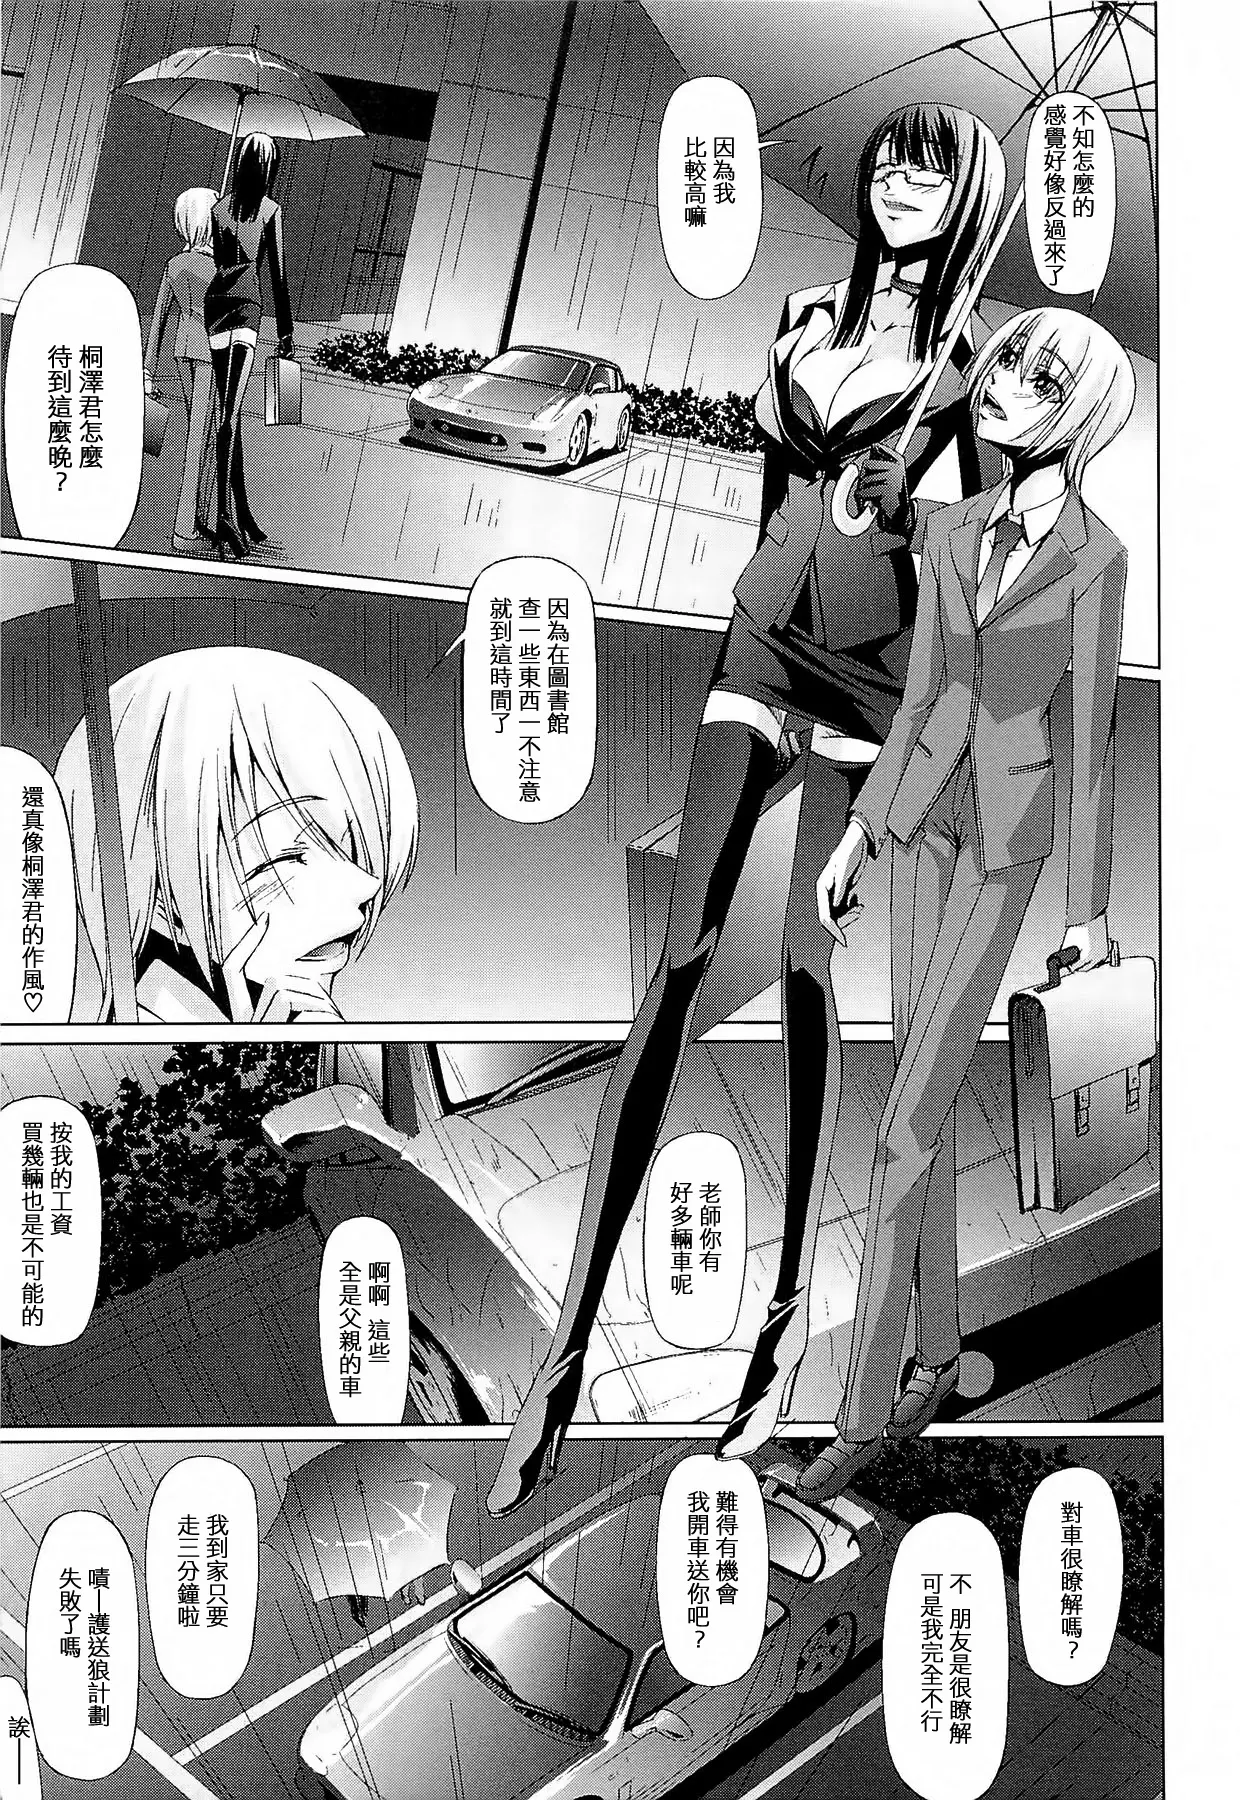 不知怎麼的
感覺好像反過來了
因為我
比較高嘛
桐澤君怎麼
待到這麼晚？
因為在圖書館
查一些東西一不注意
就到這時間了
還真像桐澤君的作風♡
老師你有
好多輛車呢
啊啊 這些
全是父親的車
按我的工資
買幾輛也是不可能的
對車很瞭解嗎？
不 朋友是很瞭解
可是我完全不行
難得有機會
我開車送你吧？
我到家只要
走三分鐘啦
嘖—護送狼計劃
失敗了嗎
誒——